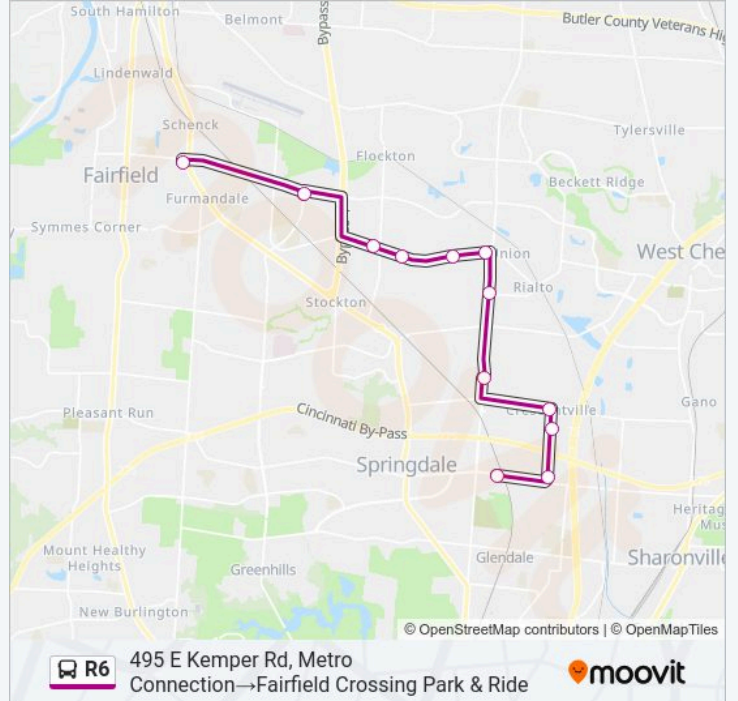 South Hamilton
Belmont
Bypass
Butler County Veterans Hig
Lindenwald
Schenck
Tylersville
Flockton
Fairfield
Furmandale
Beckett Ridge
Symmes Corner
Byp
nion
West Che
Rialto
Stockton
Pleasant Run
Cincinnati By-Pass
Gano
Springdale
Heritag
Mus
Mount Healthy
Heights
Greenhills
Glendale
Sharonville
New Burlington
© OpenStreetMap contributors | © OpenMapTiles
R6
495 E Kemper Rd, Metro
Connection→Fairfield Crossing Park & Ride
moovit